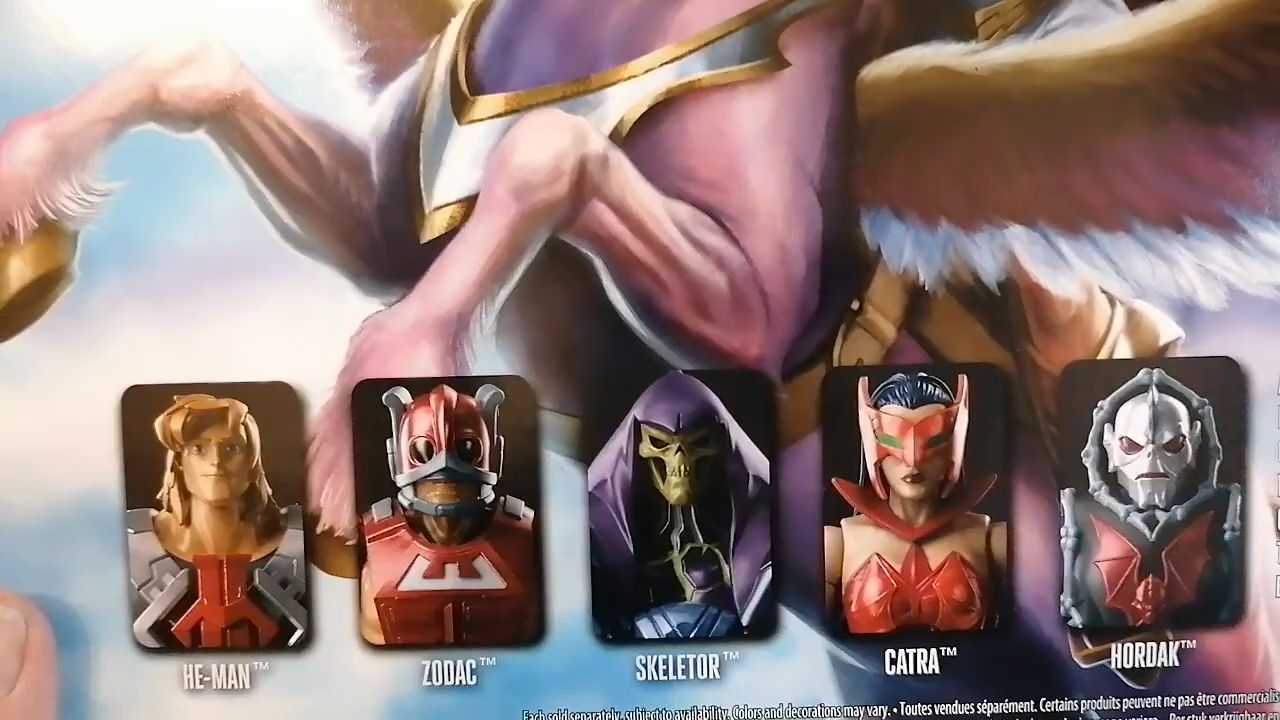 HE-MAN™
ZODAC™
SKELETOR™
CATRA™
HORDAK™
Each sold separately, subject to availability. Colors and decorations may vary. • Toutes vendues séparément. Certains produits peuvent ne pas être commercialis